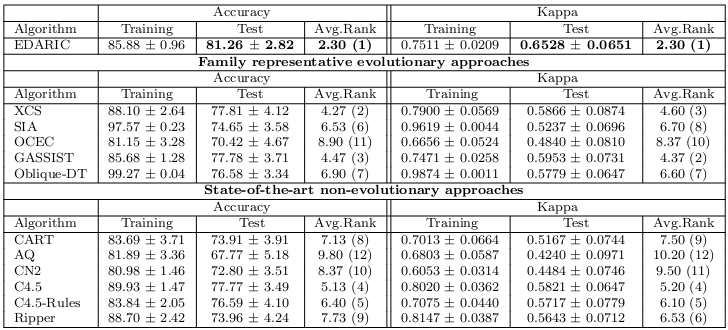 Accuracy Kappa
Algorithm Training Test Avg.Rank Training Test Avg.Rank
EDARIC 85.88 ± 0.96 81.26 ± 2.82 2.30 (1) 0.7511 ± 0.0209 0.6528 ± 0.0651 2.30 (1)
Family representative evolutionary approaches
Accuracy Kappa
Algorithm Training Test Avg.Rank Training Test Avg.Rank
XCS 88.10 ± 2.64 77.81 ± 4.12 4.27 (2) 0.7900 ± 0.0569 0.5866 ± 0.0874 4.60 (3)
SIA 97.57 ± 0.23 74.65 ± 3.58 6.53 (6) 0.9619 ± 0.0044 0.5237 ± 0.0696 6.70 (8)
OCEC 81.15 ± 3.28 70.42 ± 4.67 8.90 (11) 0.6656 ± 0.0524 0.4840 ± 0.0810 8.37 (10)
GASSIST 85.68 ± 1.28 77.78 ± 3.71 4.47 (3) 0.7471 ± 0.0258 0.5953 ± 0.0731 4.37 (2)
Oblique-DT 99.27 ± 0.04 76.58 ± 3.34 6.90 (7) 0.9874 ± 0.0011 0.5779 ± 0.0647 6.60 (7)
State-of-the-art non-evolutionary approaches
Accuracy Kappa
Algorithm Training Test Avg.Rank Training Test Avg.Rank
CART 83.69 ± 3.71 73.91 ± 3.91 7.13 (8) 0.7013 ± 0.0664 0.5167 ± 0.0744 7.50 (9)
AQ 81.89 ± 3.36 67.77 ± 5.18 9.80 (12) 0.6803 ± 0.0587 0.4240 ± 0.0971 10.20 (12)
CN2 80.98 ± 1.46 72.80 ± 3.51 8.37 (10) 0.6053 ± 0.0314 0.4484 ± 0.0746 9.50 (11)
C4.5 89.93 ± 1.47 77.77 ± 3.49 5.13 (4) 0.8020 ± 0.0362 0.5821 ± 0.0647 5.20 (4)
C4.5-Rules 83.84 ± 2.05 76.59 ± 4.10 6.40 (5) 0.7075 ± 0.0440 0.5717 ± 0.0779 6.10 (5)
Ripper 88.70 ± 2.42 73.96 ± 4.24 7.73 (9) 0.8147 ± 0.0387 0.5643 ± 0.0712 6.53 (6)